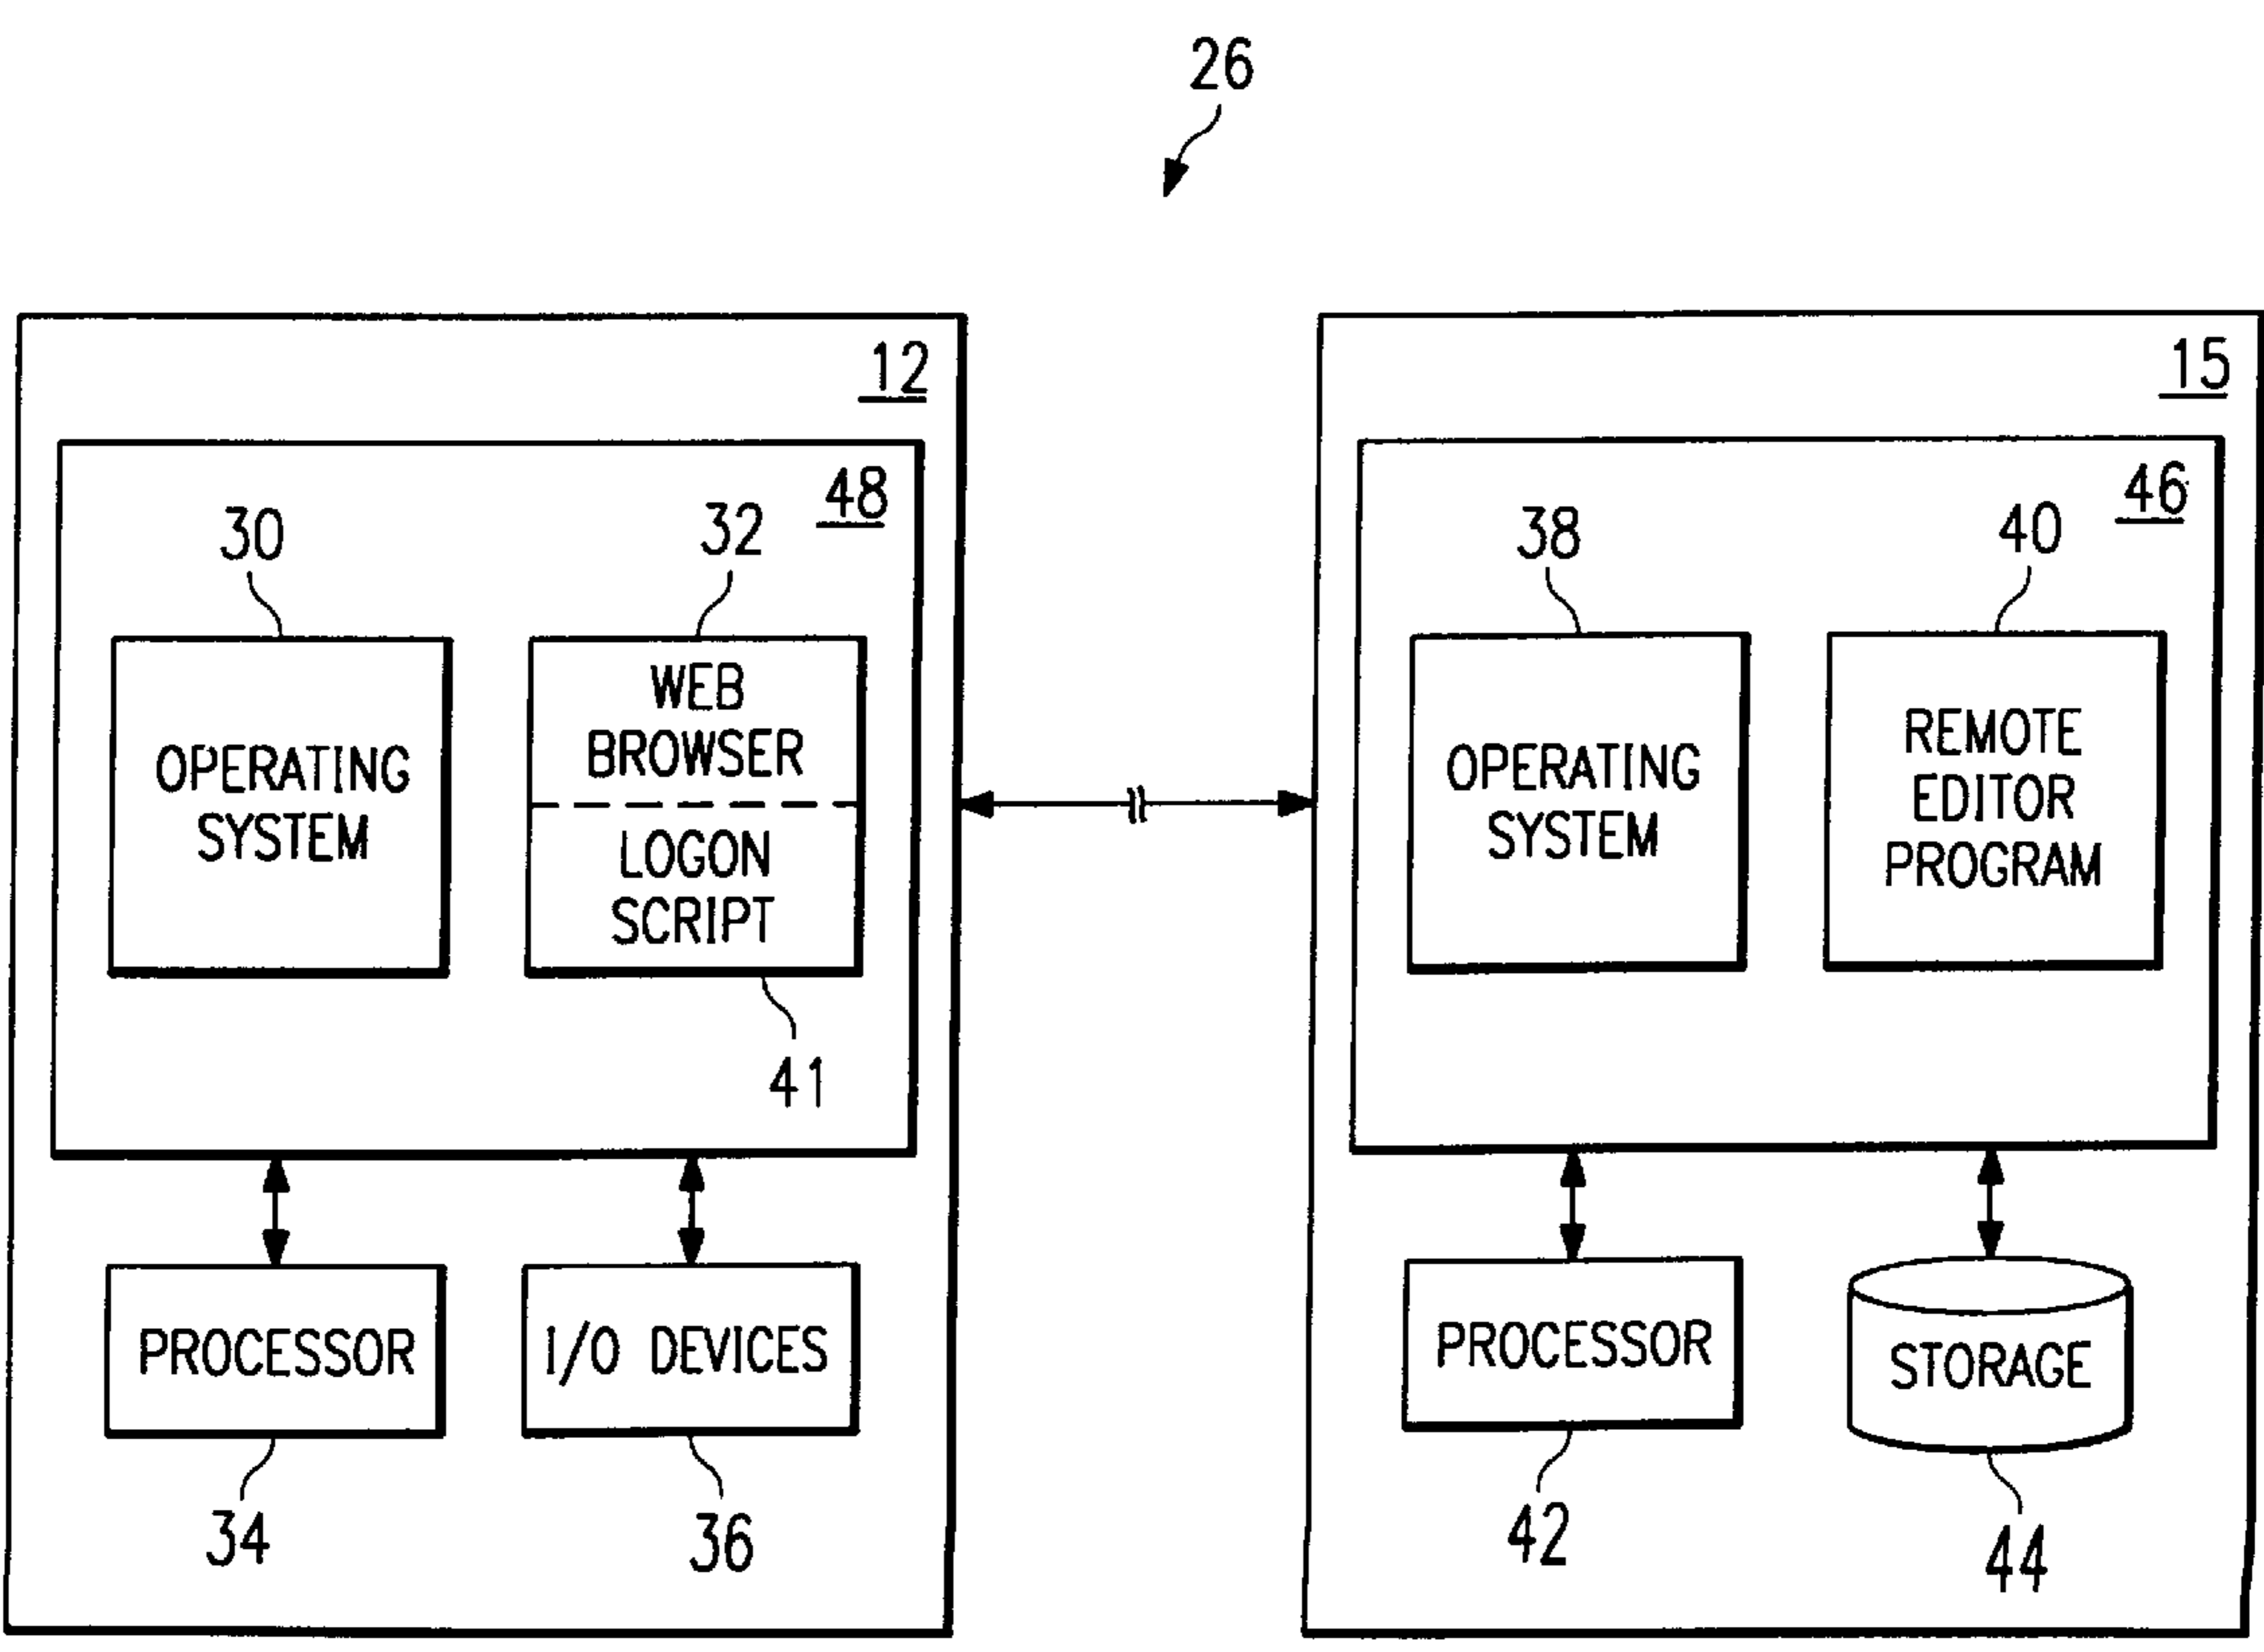 26
12
48
30
32
OPERATING
SYSTEM
WEB
BROWSER
LOGON
SCRIPT
41
PROCESSOR
I/O DEVICES
34
36
15
46
38
40
OPERATING
SYSTEM
REMOTE
EDITOR
PROGRAM
PROCESSOR
STORAGE
42
44